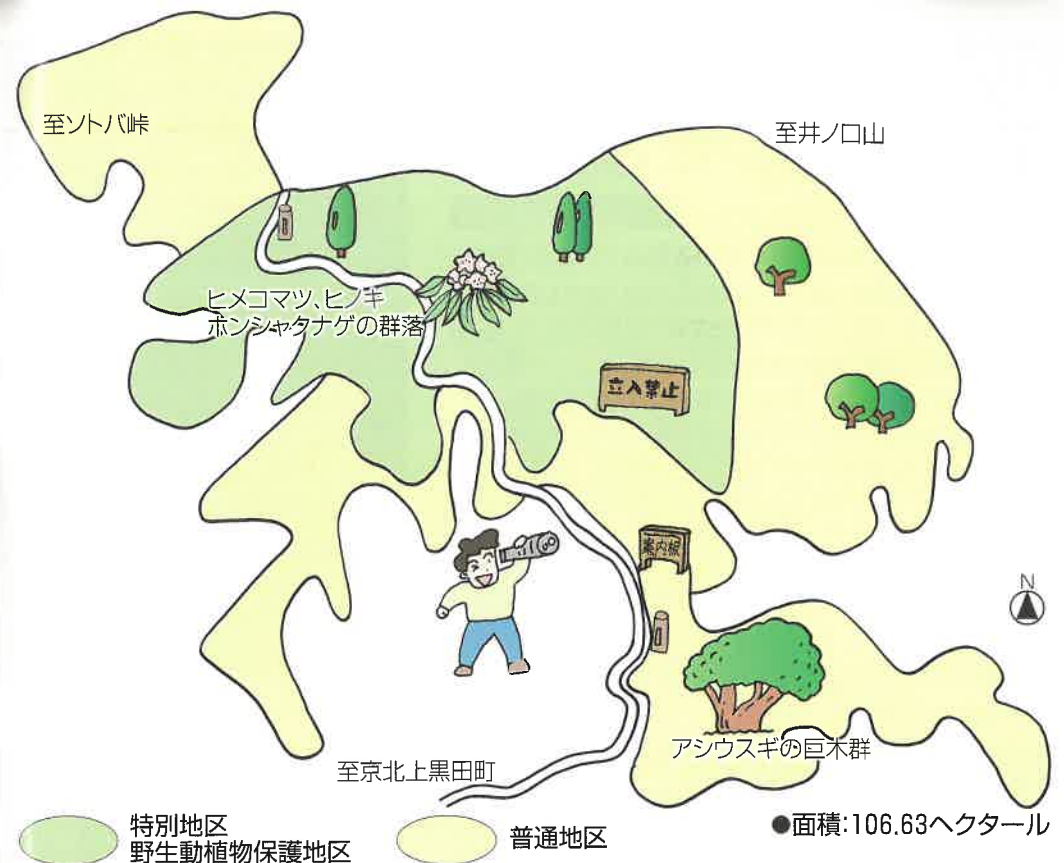 至ソトバ峠
至井ノ口山
ヒメコマツ、ヒノキ
ホンシャクナゲの群落
立入禁止
案内板
N
アシウスギの巨木群
至京北上黒田町
●面積:106.63ヘクタール
特別地区
野生動植物保護地区
普通地区